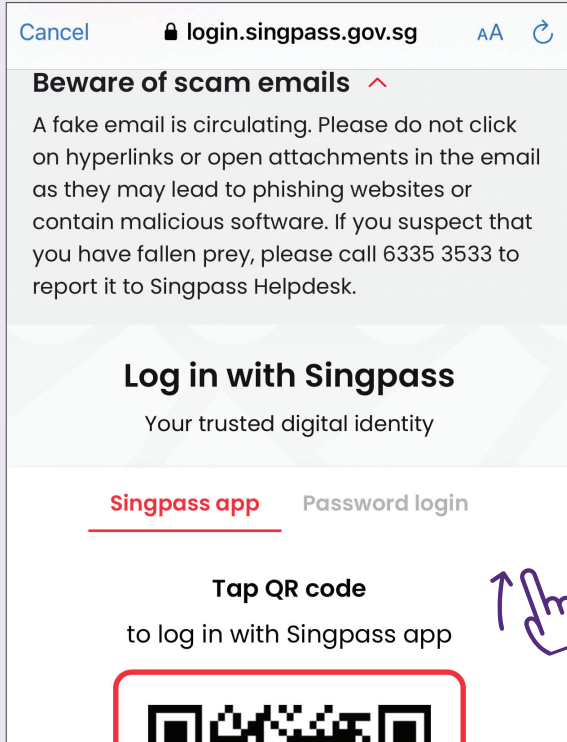 Cancel login.singpass.gov.sg AA
Beware of scam emails
A fake email is circulating. Please do not click
on hyperlinks or open attachments in the email
as they may lead to phishing websites or
contain malicious software. If you suspect that
you have fallen prey, please call 6335 3533 to
report it to Singpass Helpdesk.
Log in with Singpass
Your trusted digital identity
Singpass app Password login
Tap QR code
to log in with Singpass app